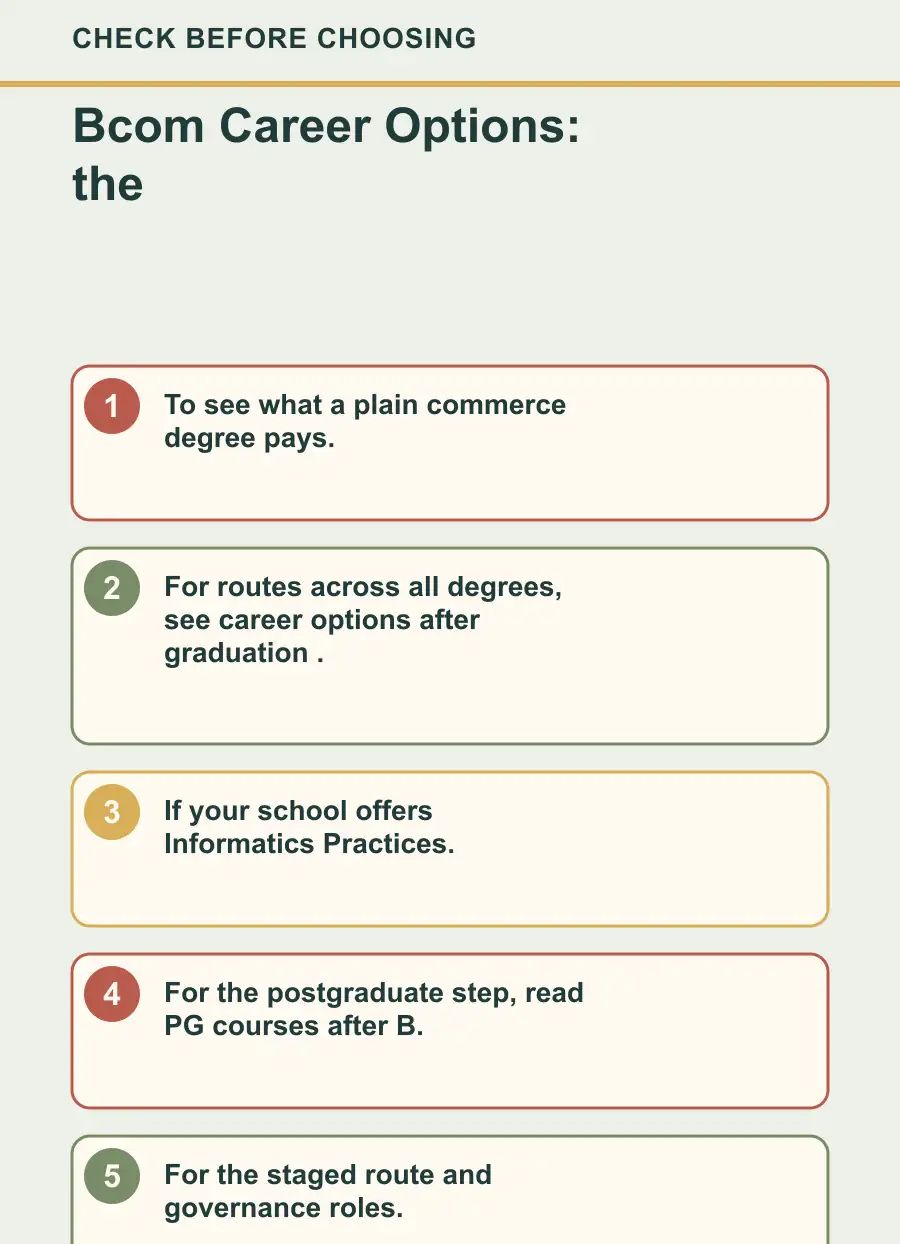 CHECK BEFORE CHOOSING
Bcom Career Options:
the
1
To see what a plain commerce
degree pays.
2
For routes across all degrees,
see career options after
graduation .
3
If your school offers
Informatics Practices.
4
For the postgraduate step, read
PG courses after B.
5
For the staged route and
governance roles.